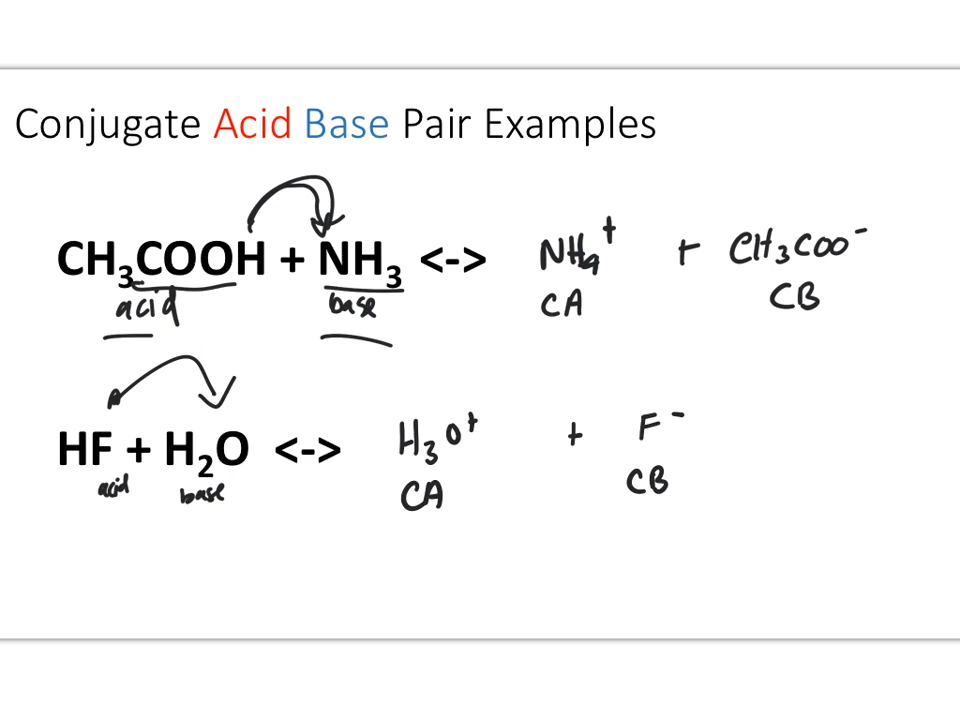 Conjugate Acid Base Pair Examples
CH₃COOH + NH₃ <-> NH₄⁺ + CH₃COO⁻
acid base CA CB
HF + H₂O <-> H₃O⁺ + F⁻
acid base CA CB